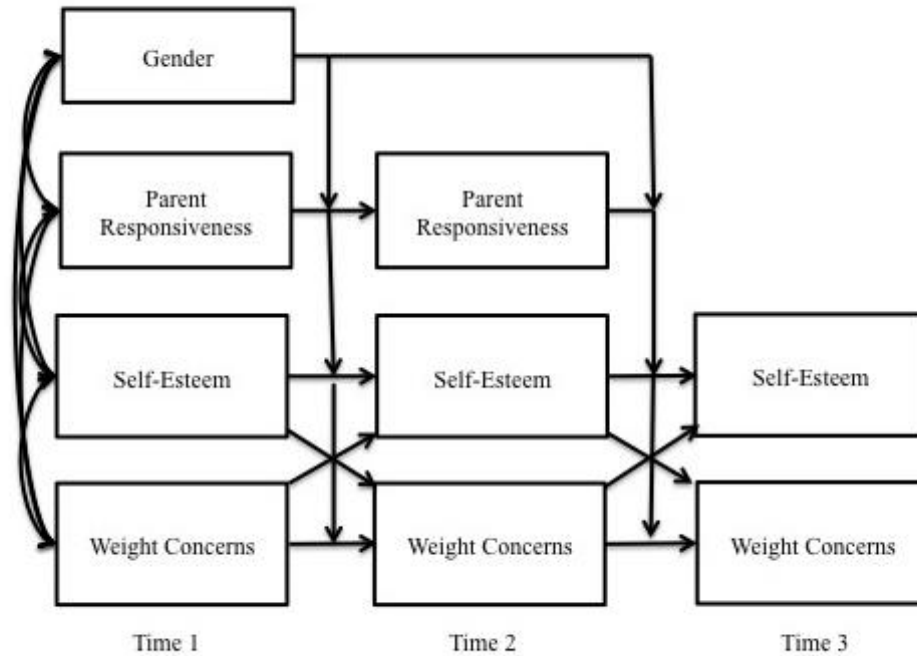 Gender
Parent
Responsiveness
Parent
Responsiveness
Self-Esteem
Self-Esteem
Self-Esteem
Weight Concerns
Weight Concerns
Weight Concerns
Time 1
Time 2
Time 3